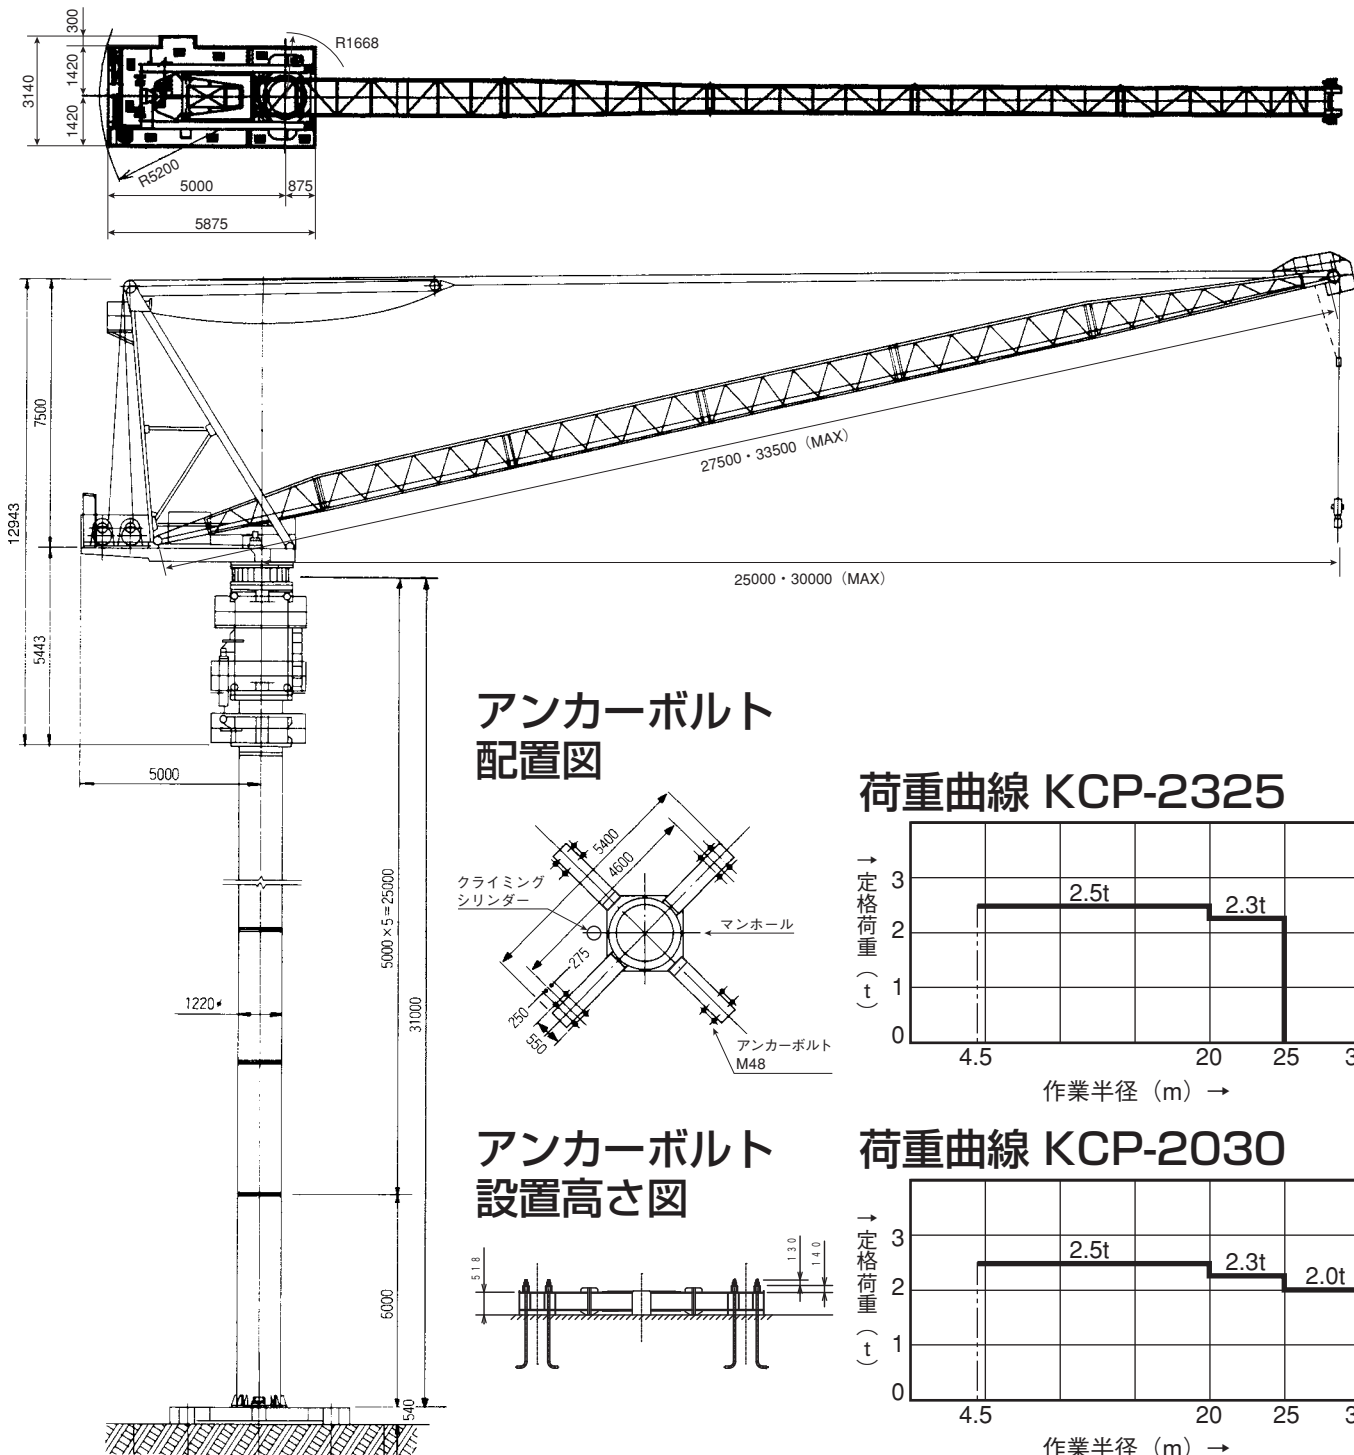 300
1420
3140
1420
R1668
R5200
5000
875
5875
7500
12943
5443
27500・33500（MAX）
25000・30000（MAX）
5000
5000×5=25000
31000
1220φ
6000
540
アンカーボルト
配置図
5400
4600
クライミング
シリンダー
マンホール
275
250
550
アンカーボルト
M48
荷重曲線 KCP-2325
→定格荷重（t）
3
2
1
0
2.5t
2.3t
4.5
20
25
作業半径（m）→
アンカーボルト
設置高さ図
518
130
140
荷重曲線 KCP-2030
→定格荷重（t）
3
2
1
0
2.5t
2.3t
2.0t
4.5
20
25
作業半径（m）→